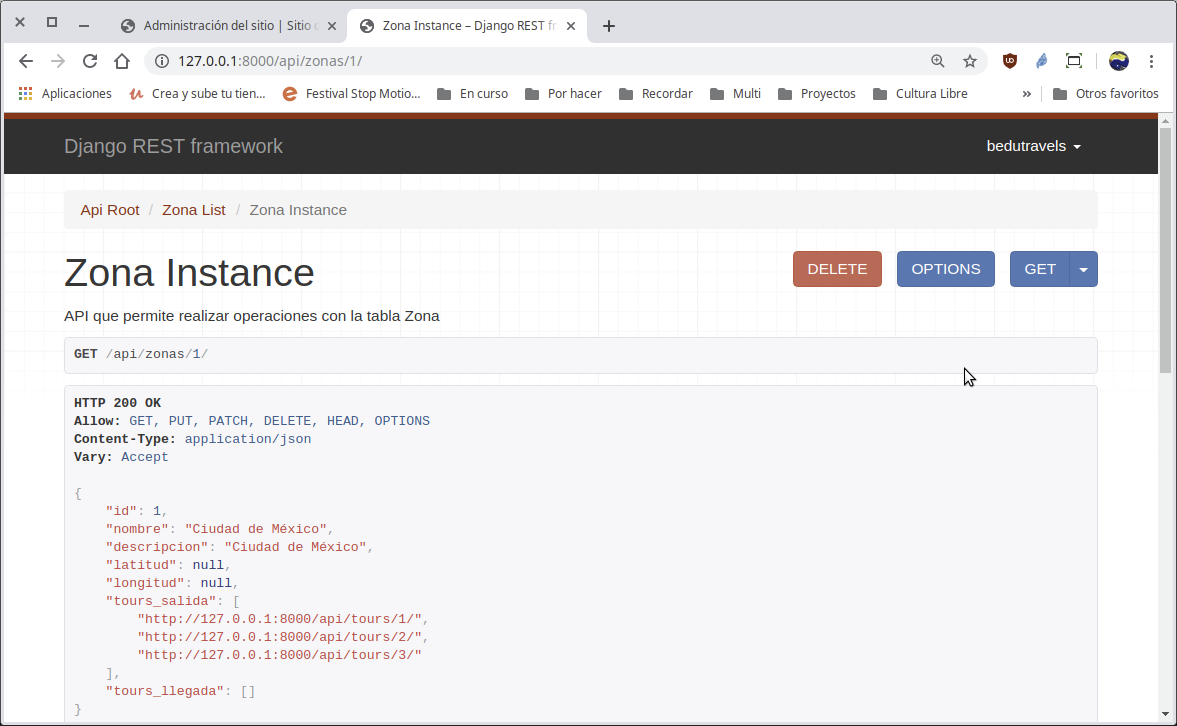 Administración del sitio | Sitio
Zona Instance – Django REST fr
127.0.0.1:8000/api/zonas/1/
Aplicaciones
Crea y sube tu tien...
Festival Stop Motio...
En curso
Por hacer
Recordar
Multi
Proyectos
Cultura Libre
»
Otros favoritos
Django REST framework
bedutravels
Api Root / Zona List / Zona Instance
Zona Instance
DELETE
OPTIONS
GET
API que permite realizar operaciones con la tabla Zona
GET /api/zonas/1/
HTTP 200 OK
Allow: GET, PUT, PATCH, DELETE, HEAD, OPTIONS
Content-Type: application/json
Vary: Accept
{
"id": 1,
"nombre": "Ciudad de México",
"descripcion": "Ciudad de México",
"latitud": null,
"longitud": null,
"tours_salida": [
"http://127.0.0.1:8000/api/tours/1/",
"http://127.0.0.1:8000/api/tours/2/",
"http://127.0.0.1:8000/api/tours/3/"
],
"tours_llegada": []
}